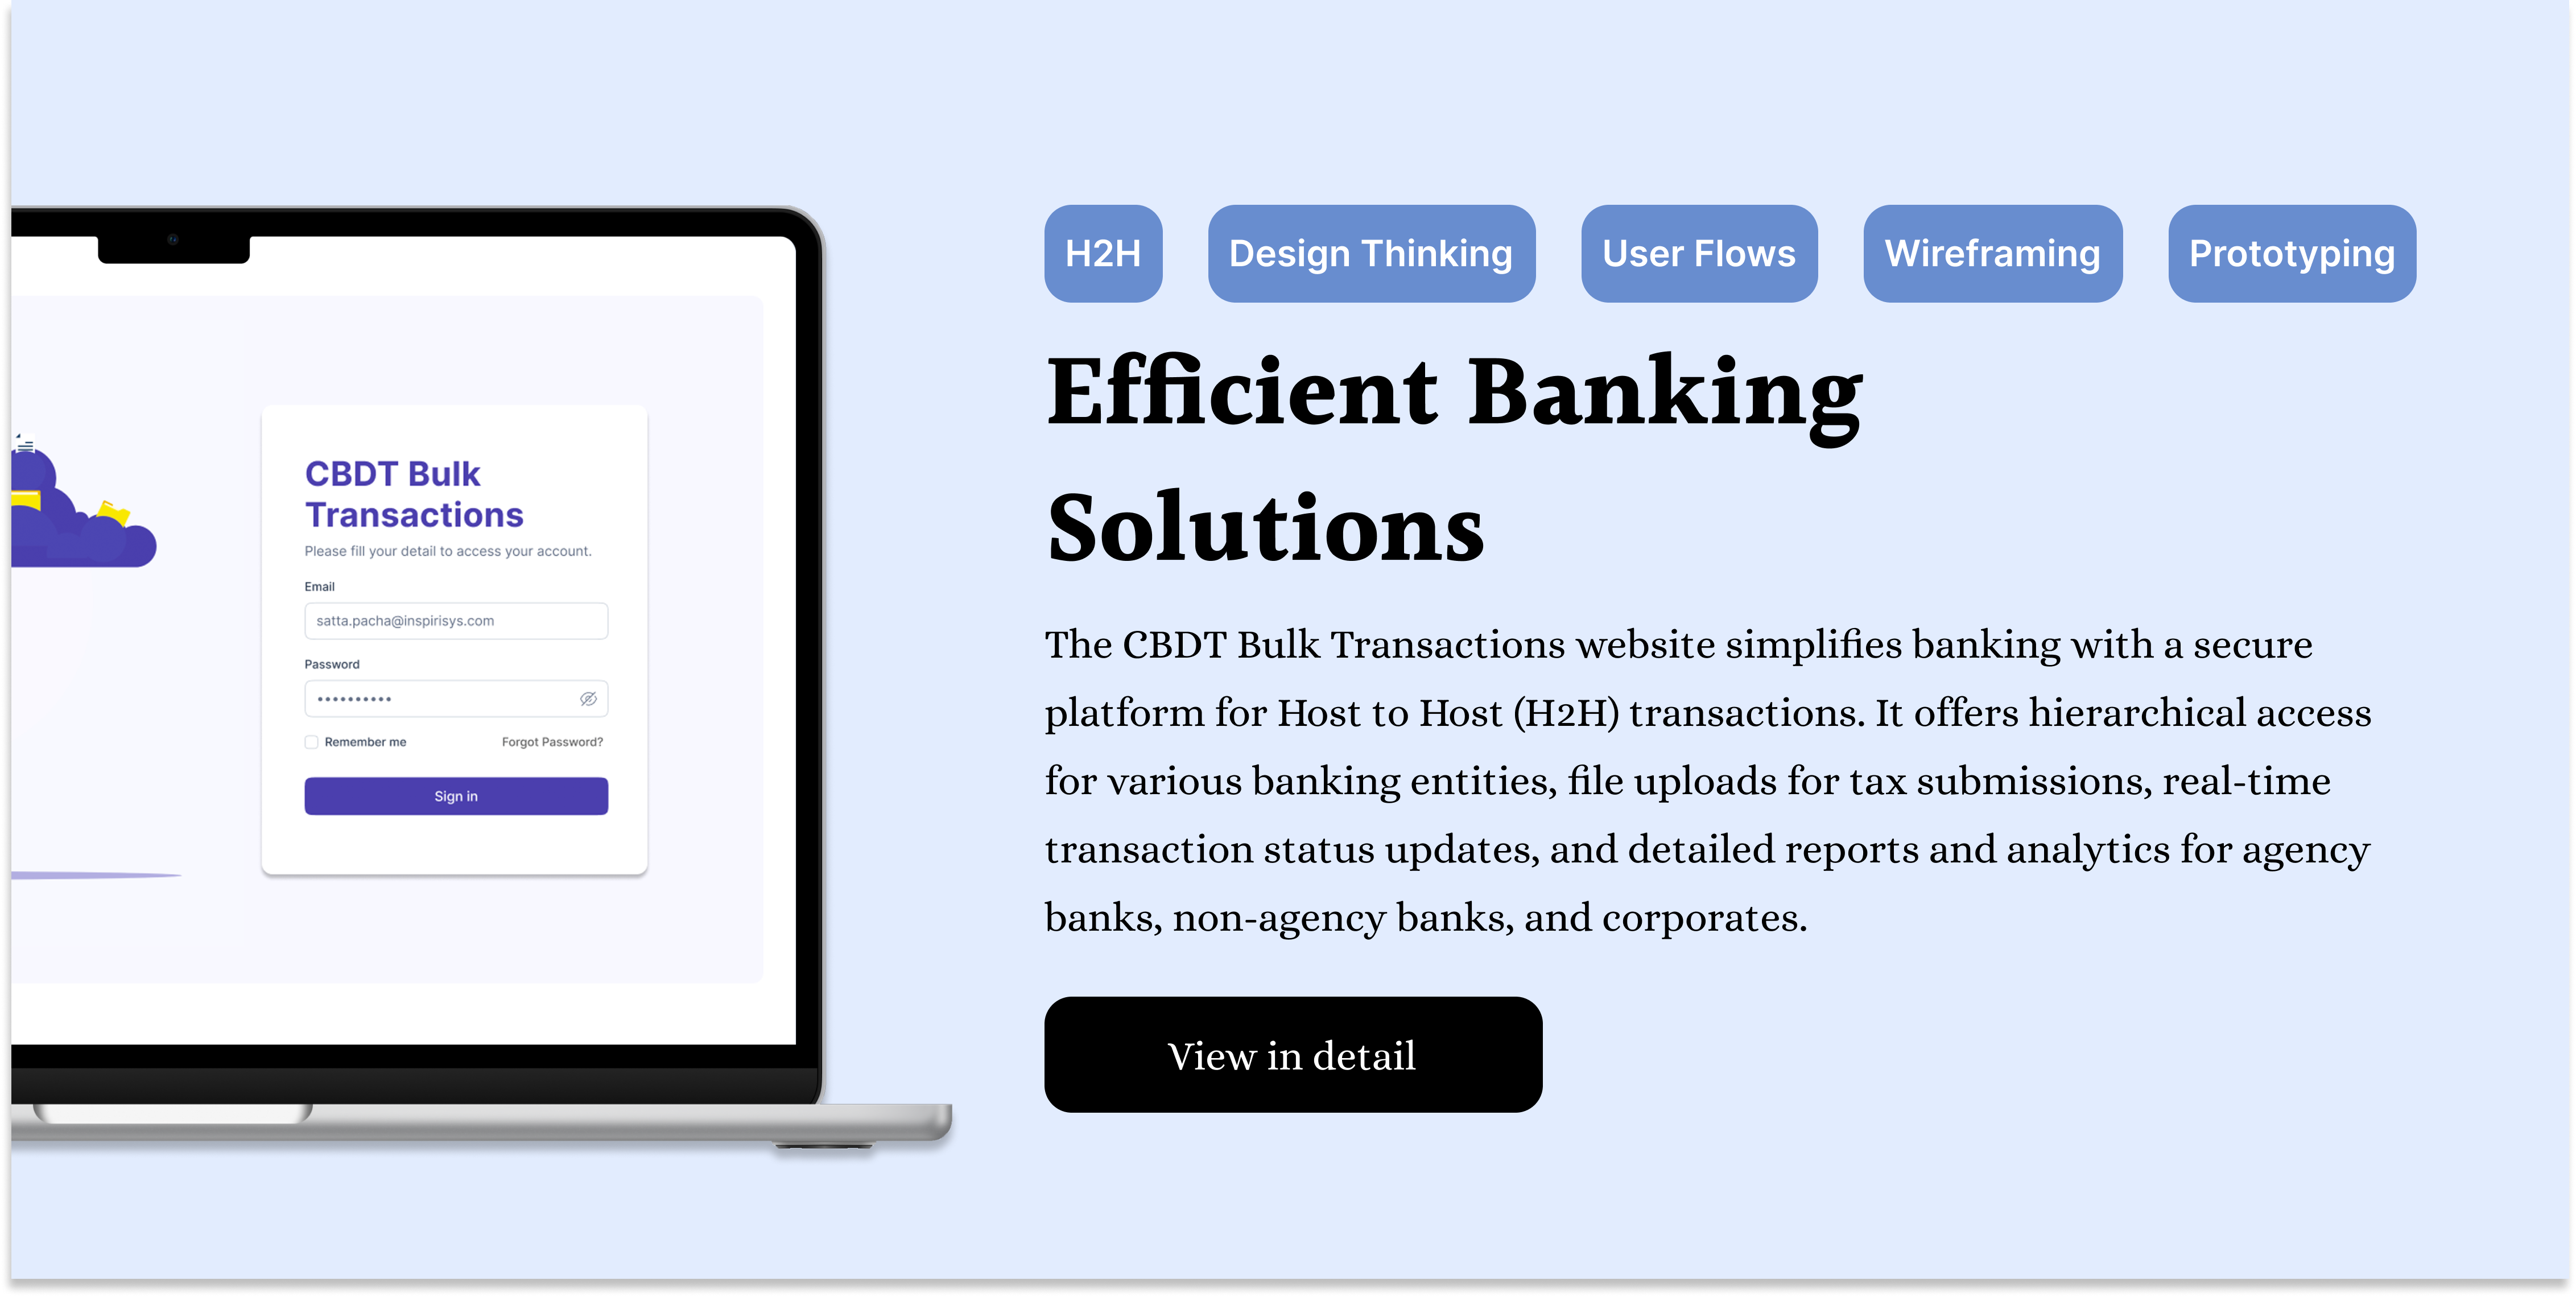 H2H
Design Thinking
User Flows
Wireframing
Prototyping
Efficient Banking
Solutions
The CBDT Bulk Transactions website simplifies banking with a secure
platform for Host to Host (H2H) transactions. It offers hierarchical access
for various banking entities, file uploads for tax submissions, real-time
transaction status updates, and detailed reports and analytics for agency
banks, non-agency banks, and corporates.
View in detail
CBDT Bulk
Transactions
Please fill your detail to access your account.
Email
satta.pacha@inspirisys.com
Password
••••••••••
Remember me
Forgot Password?
Sign in